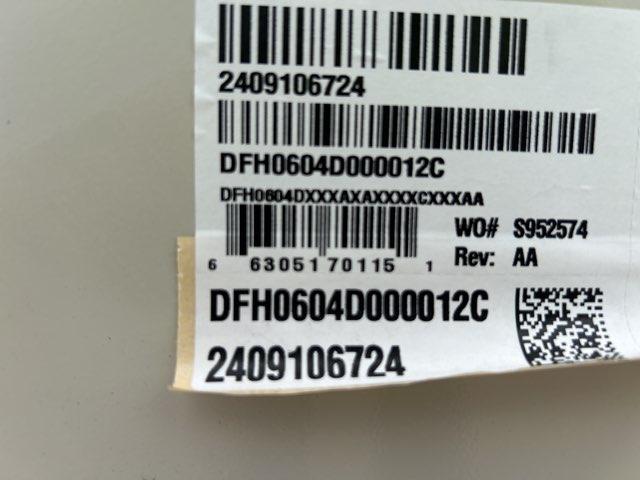 2409106724
DFH0604D000012C
DFH0604DXXXAXAXXXXCXXXAA
6 63051 70115 1
WO# S952574
Rev: AA
DFH0604D000012C
2409106724